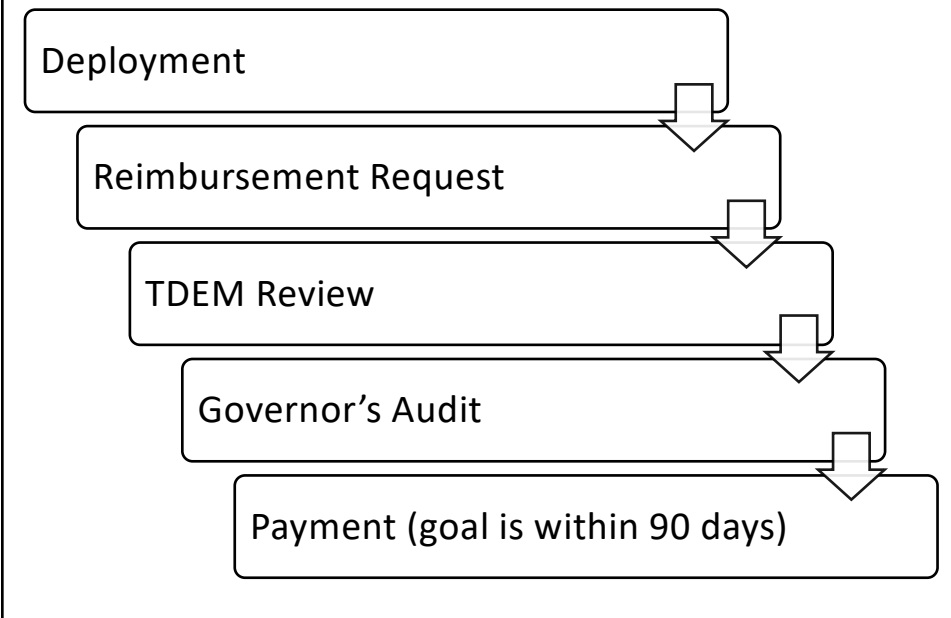 Deployment
Reimbursement Request
TDEM Review
Governor’s Audit
Payment (goal is within 90 days)